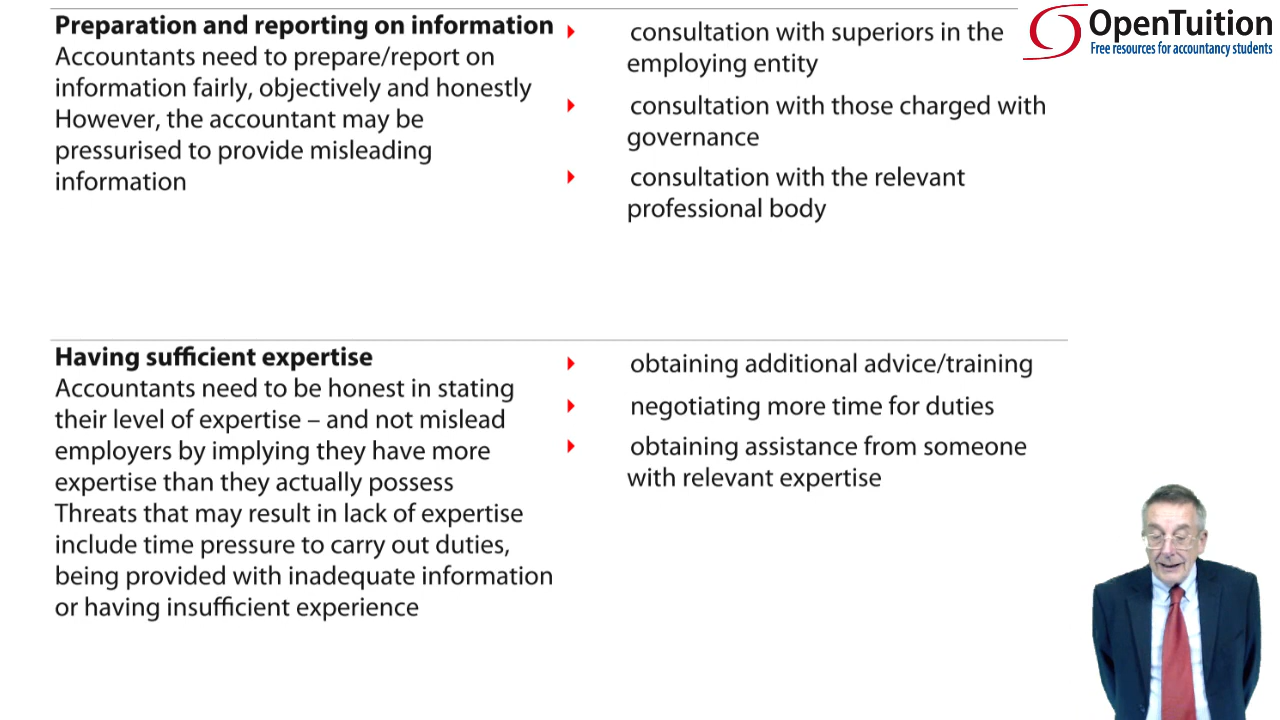 Preparation and reporting on information
Accountants need to prepare/report on
information fairly, objectively and honestly
However, the accountant may be
pressurised to provide misleading
information
consultation with superiors in the
employing entity
consultation with those charged with
governance
consultation with the relevant
professional body
OpenTuition
Free resources for accountancy students
Having sufficient expertise
Accountants need to be honest in stating
their level of expertise – and not mislead
employers by implying they have more
expertise than they actually possess
Threats that may result in lack of expertise
include time pressure to carry out duties,
being provided with inadequate information
or having insufficient experience
obtaining additional advice/training
negotiating more time for duties
obtaining assistance from someone
with relevant expertise